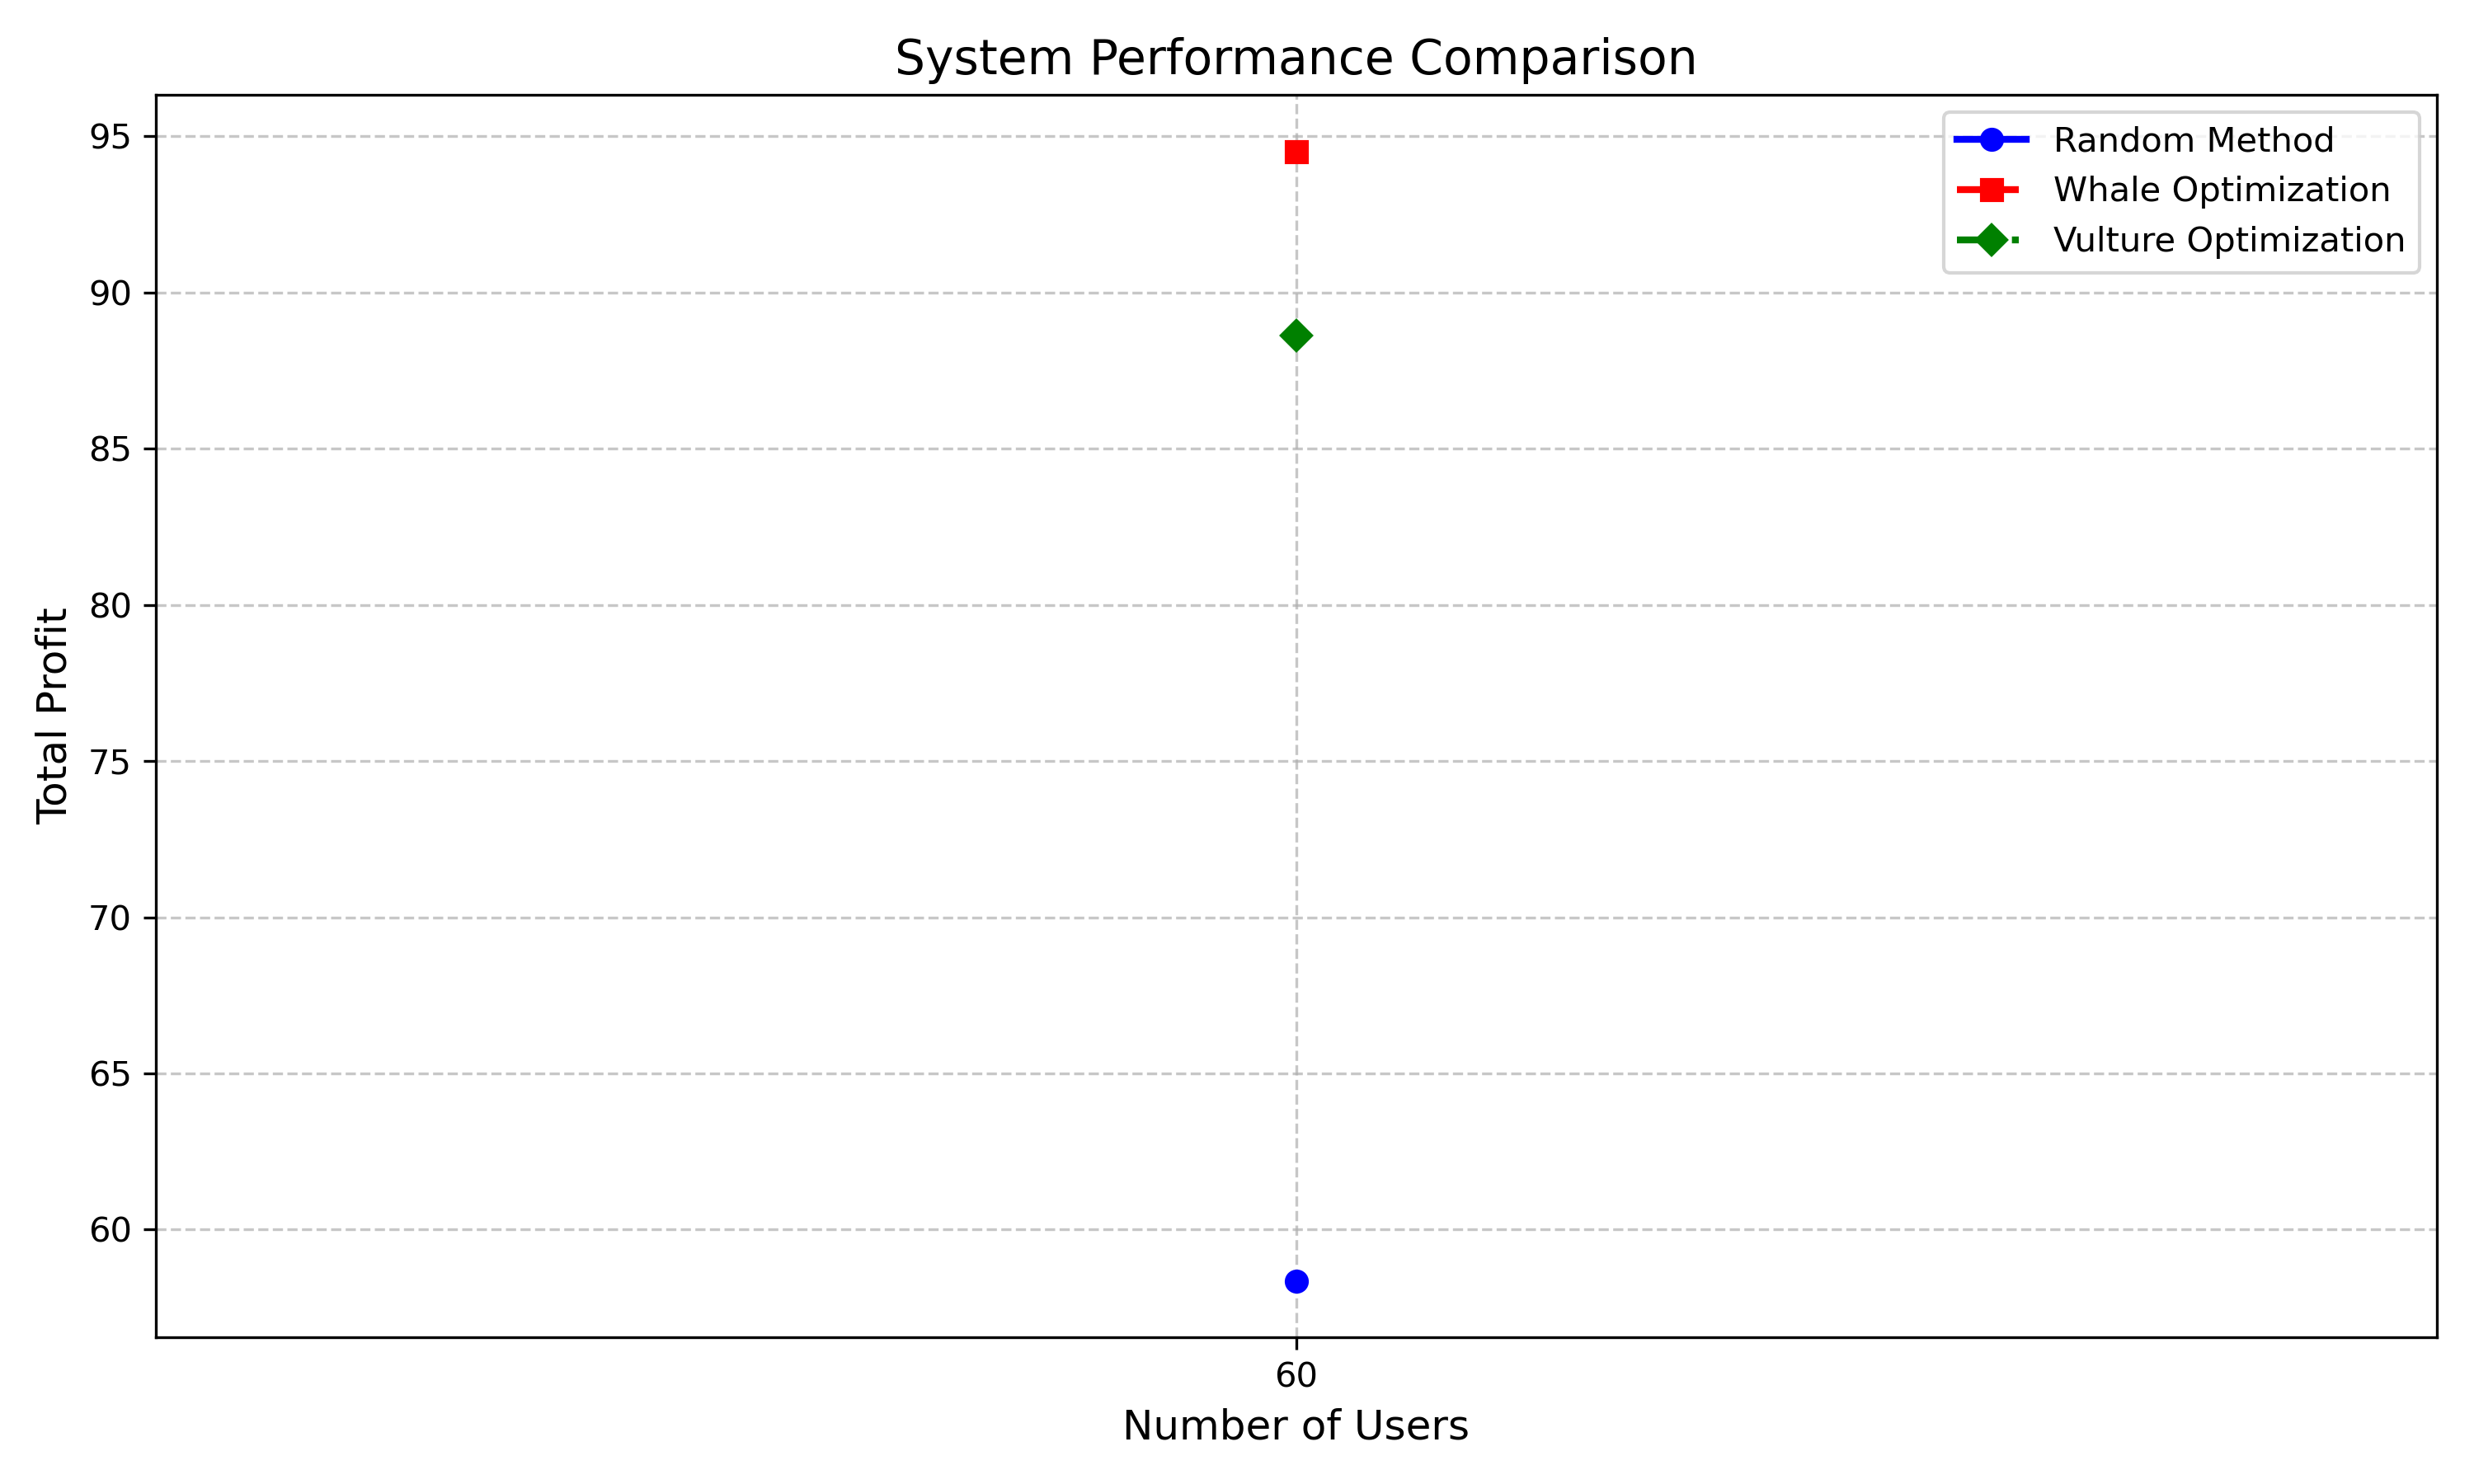 System Performance Comparison
Random Method
Whale Optimization
Vulture Optimization
95
90
85
80
75
70
65
60
Total Profit
60
Number of Users